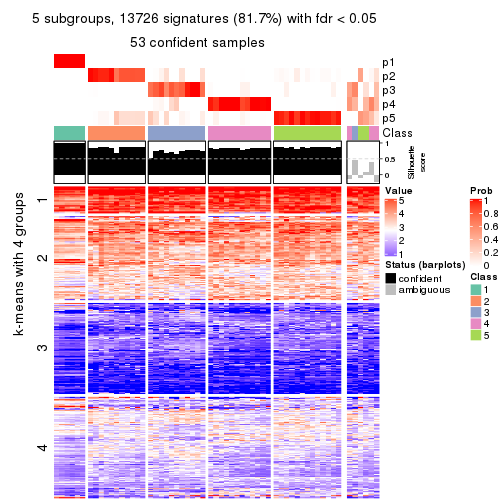 5 subgroups, 13726 signatures (81.7%) with fdr < 0.05
53 confident samples
p1
p2
p3
p4
p5
Class
1
0.5
0
Silhouette
score
k-means with 4 groups
1
2
3
4
Value
5
4
3
2
1
Status (barplots)
confident
ambiguous
Prob
1
0.8
0.6
0.4
0.2
0
Class
1
2
3
4
5